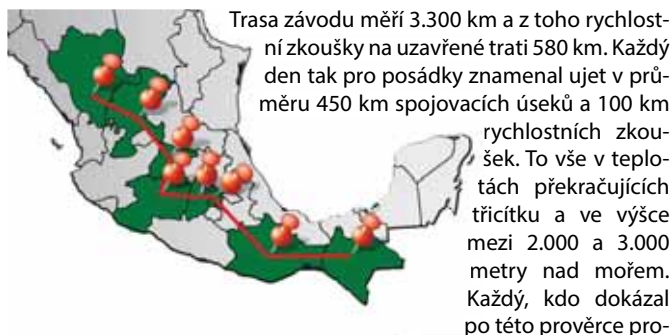 Trasa závodu měří 3.300 km a z toho rychlost-
ní zkoušky na uzavřené trati 580 km. Každý
den tak pro posádky znamenal ujet v prů-
měru 450 km spojovacích úseků a 100 km
rychlostních zkou-
šek. To vše v teplo-
tách překračujících
třicítku a ve výšce
mezi 2.000 a 3.000
metry nad mořem.
Každý, kdo dokázal
po této prověrce pro-